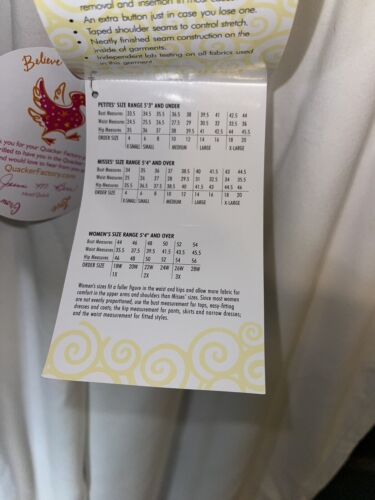 removal and insertion in most
• An extra button just in case you lose one.
• Taped shoulder seams to control stretch.
• Neatly finished seam construction on the
inside of garments.
• Independent lab testing on all fabrics used
in this garment.
Believe
you for your Quacker Factory
thrilled to have you in the Quacker
and would love to hear from you
QuackerFactory.com
Head Quack
PETITES' SIZE RANGE 5'3" AND UNDER
Bust Measures 33.5 34.5 35.5 36.5 38 39.5 41 42.5 44
Waist Measures 24.5 25.5 26.5 27.5 29 30.5 32 33.5 36
Hip Measures 35 36 37 38 39.5 41 42.5 44.5
ORDER SIZE 4 6 8 10 12 14 16 18 20
X-SMALL SMALL MEDIUM LARGE X-LARGE
MISSES' SIZE RANGE 5'4" AND OVER
Bust Measures 34 35 36 37 38.5 40 41.5 43 44.5
Waist Measures 25 26 27 28 29.5 31 32.5 34 35.5
Hip Measures 35.5 36.5 37.5 38.5 40 41.5 43 44.5 46
ORDER SIZE 4 6 8 10 12 14 16 18 20
X-SMALL SMALL MEDIUM LARGE X-LARGE
WOMEN'S SIZE RANGE 5'4" AND OVER
Bust Measures 44 46 48 50 52 54
Waist Measures 35.5 37.5 39.5 41.5 43.5 45.5
Hip Measures 46 48 50 52 54 56
ORDER SIZE 18W 20W 22W 24W 26W 28W
1X 2X 3X
Women's sizes fit a fuller figure in the waist and hips and allow more fabric for
comfort in the upper arms and shoulders than Misses' sizes. Since most women
are not evenly proportioned, use the bust measurement for tops, easy-fitting
dresses and coats; the hip measurement for pants, skirts and narrow dresses;
and the waist measurement for fitted styles.